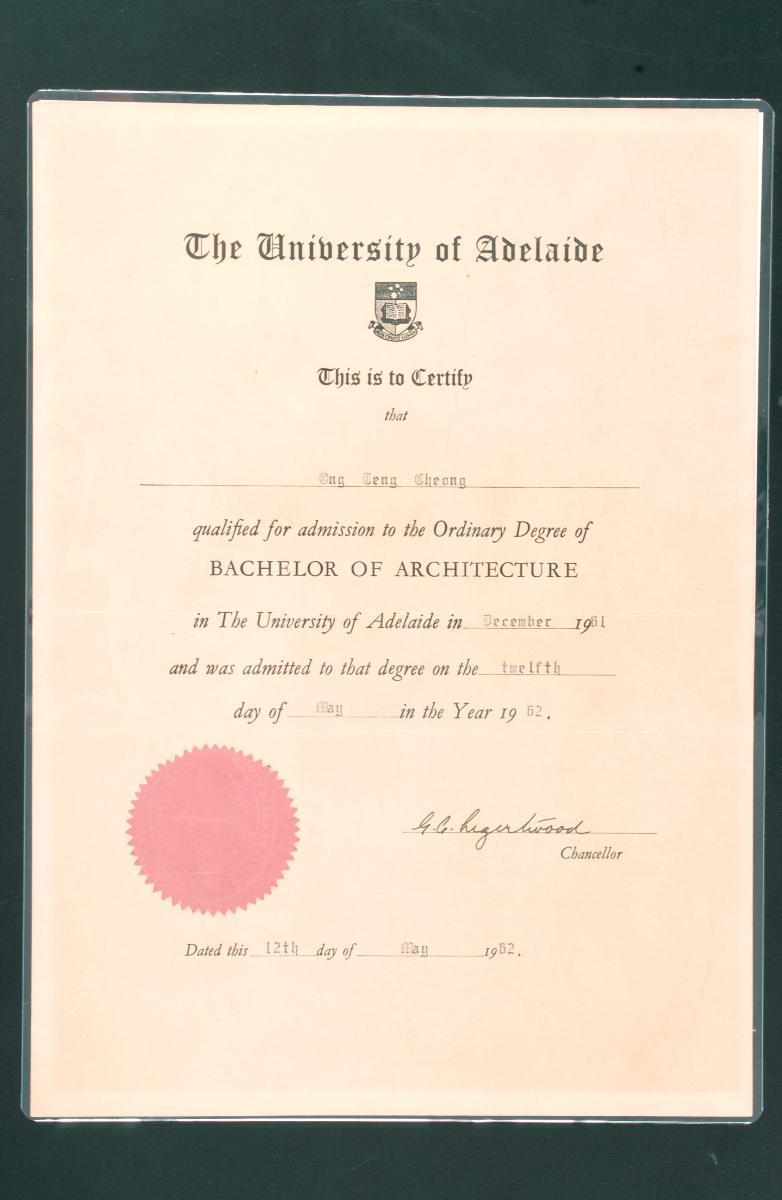 The University of Adelaide
This is to Certify
that
Ong Teng Cheong
qualified for admission to the Ordinary Degree of
BACHELOR OF ARCHITECTURE
in The University of Adelaide in December 1961
and was admitted to that degree on the twelfth
day of May in the Year 1962.
G.C. Ligertwood
Chancellor
Dated this 12th day of May 1962.